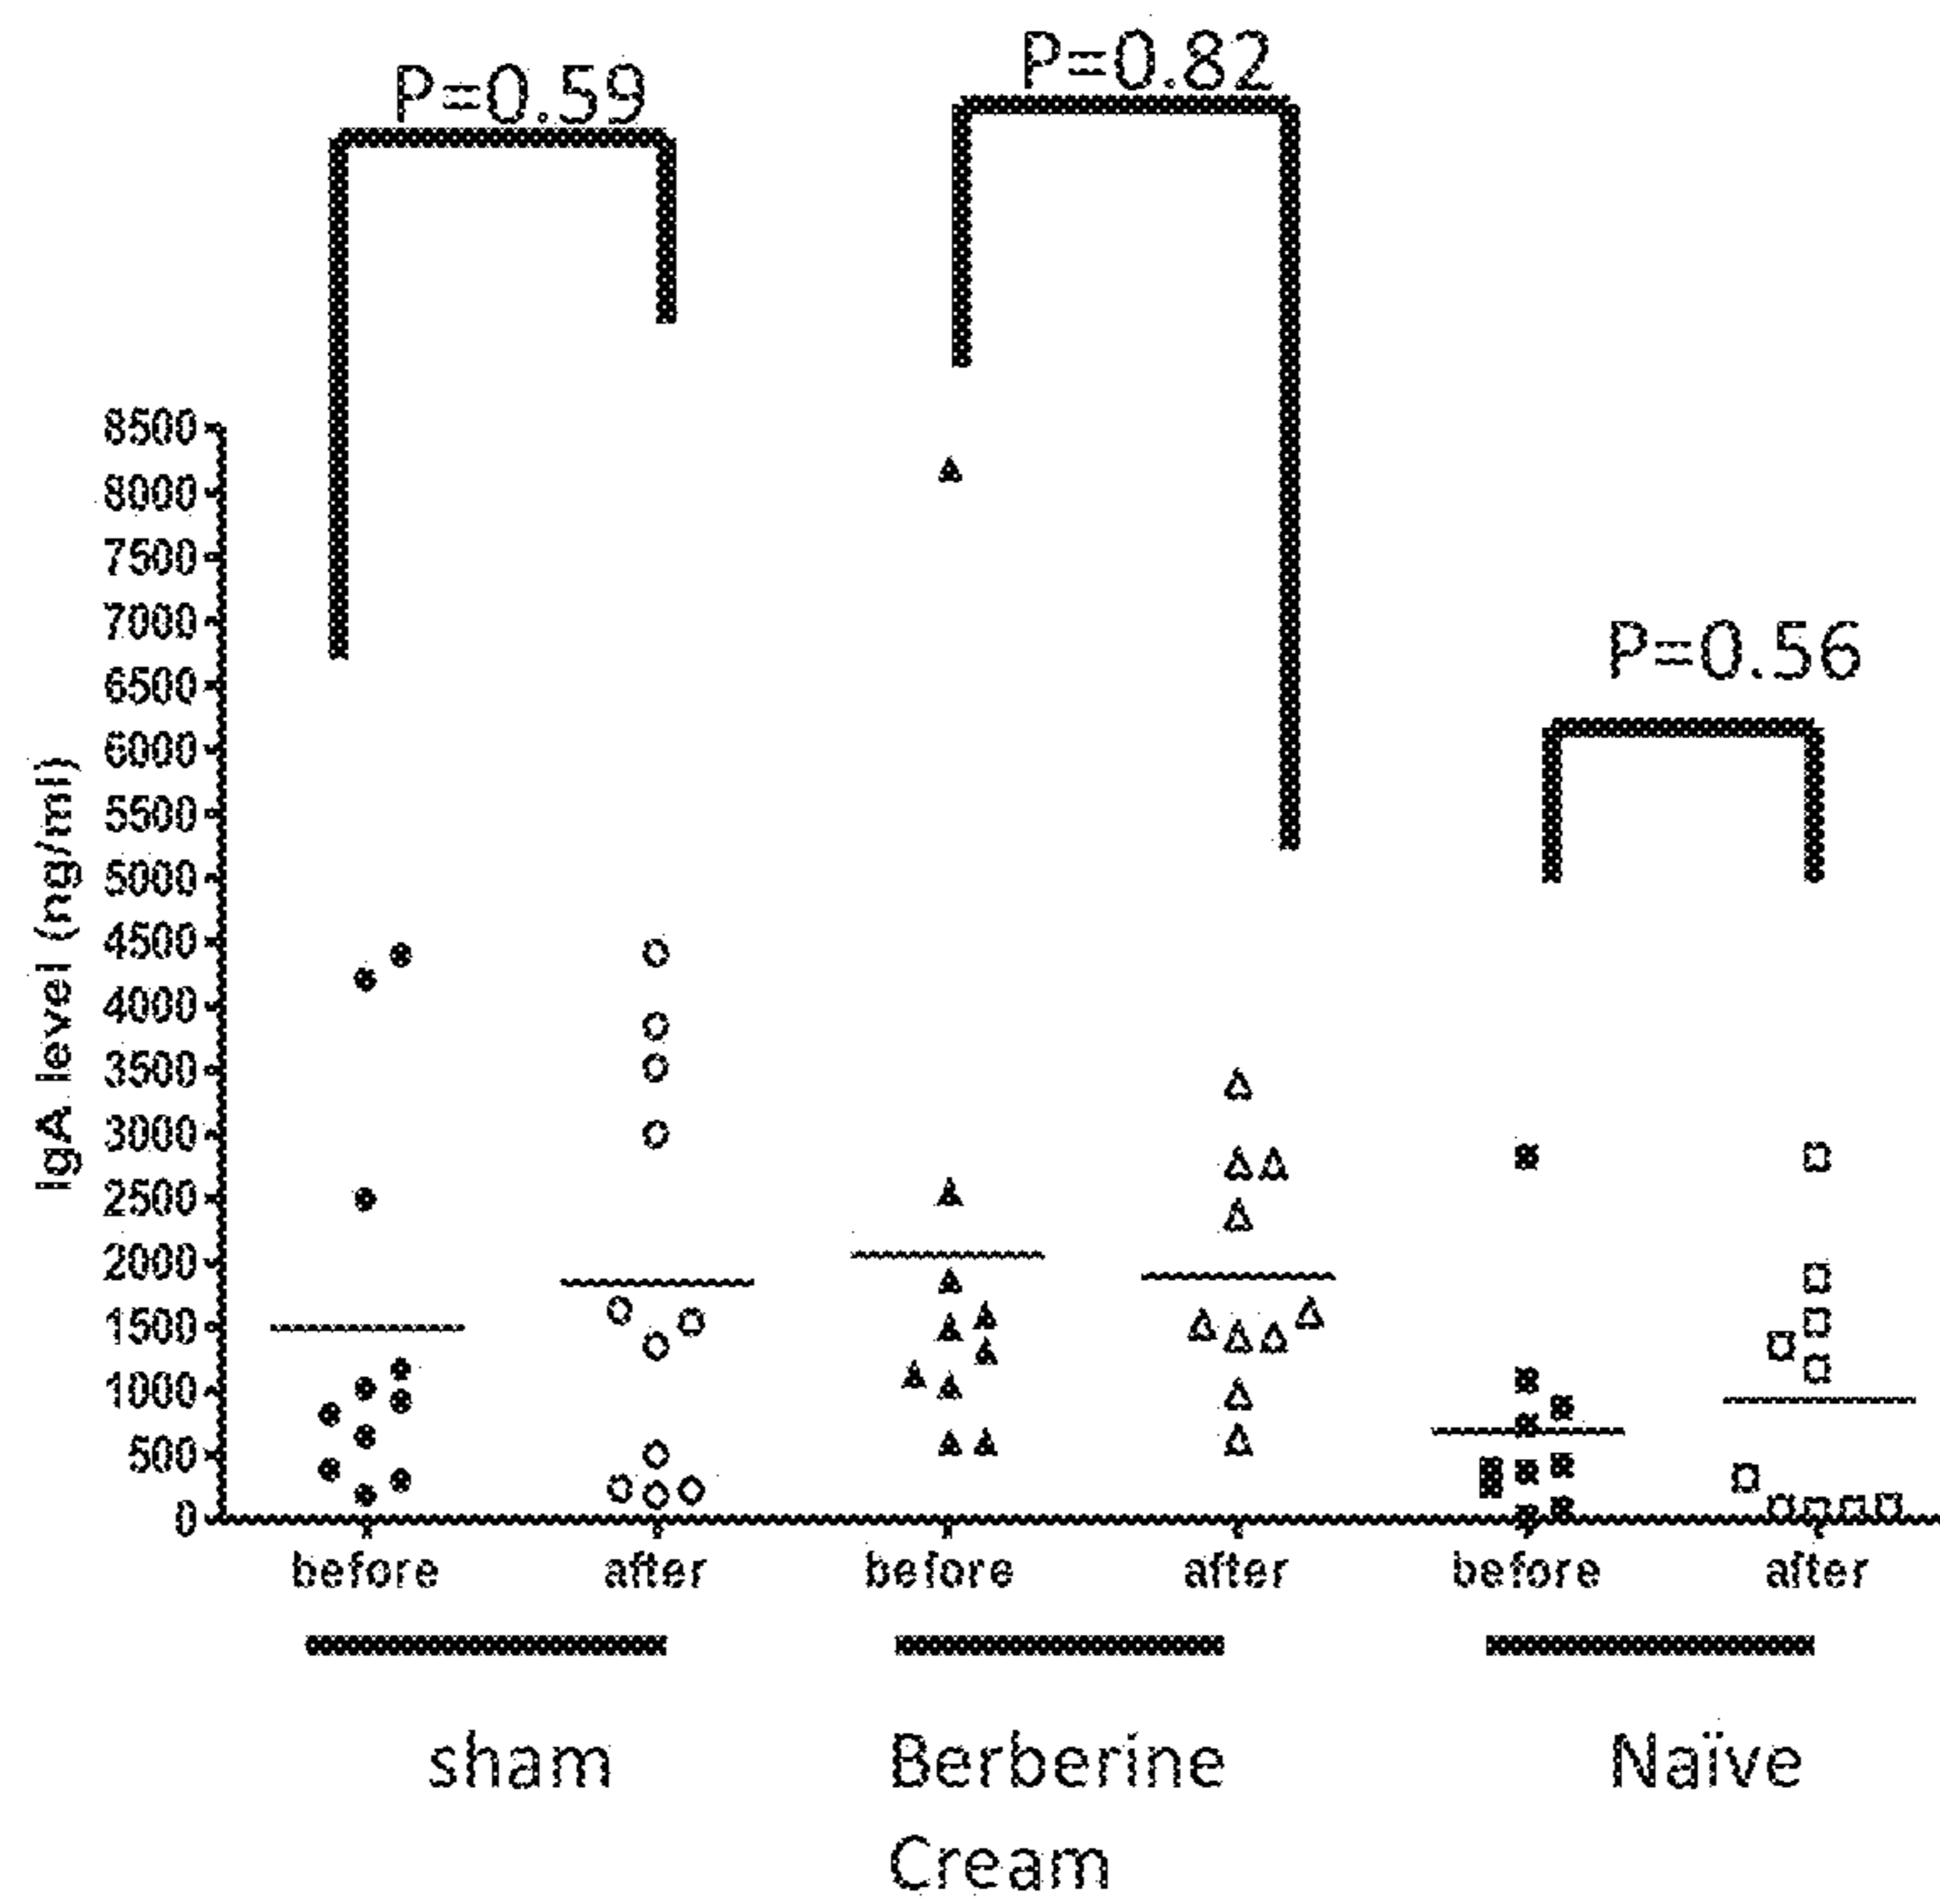 P=0.59
P=0.82
8500
8000
7500
7000
P=0.56
6500
6000
5500
5000
4500
4000
3500
3000
2500
2000
1500
1000
500
0
IgA level (ng/ml)
before after before after before after
sham Berberine Naïve
Cream